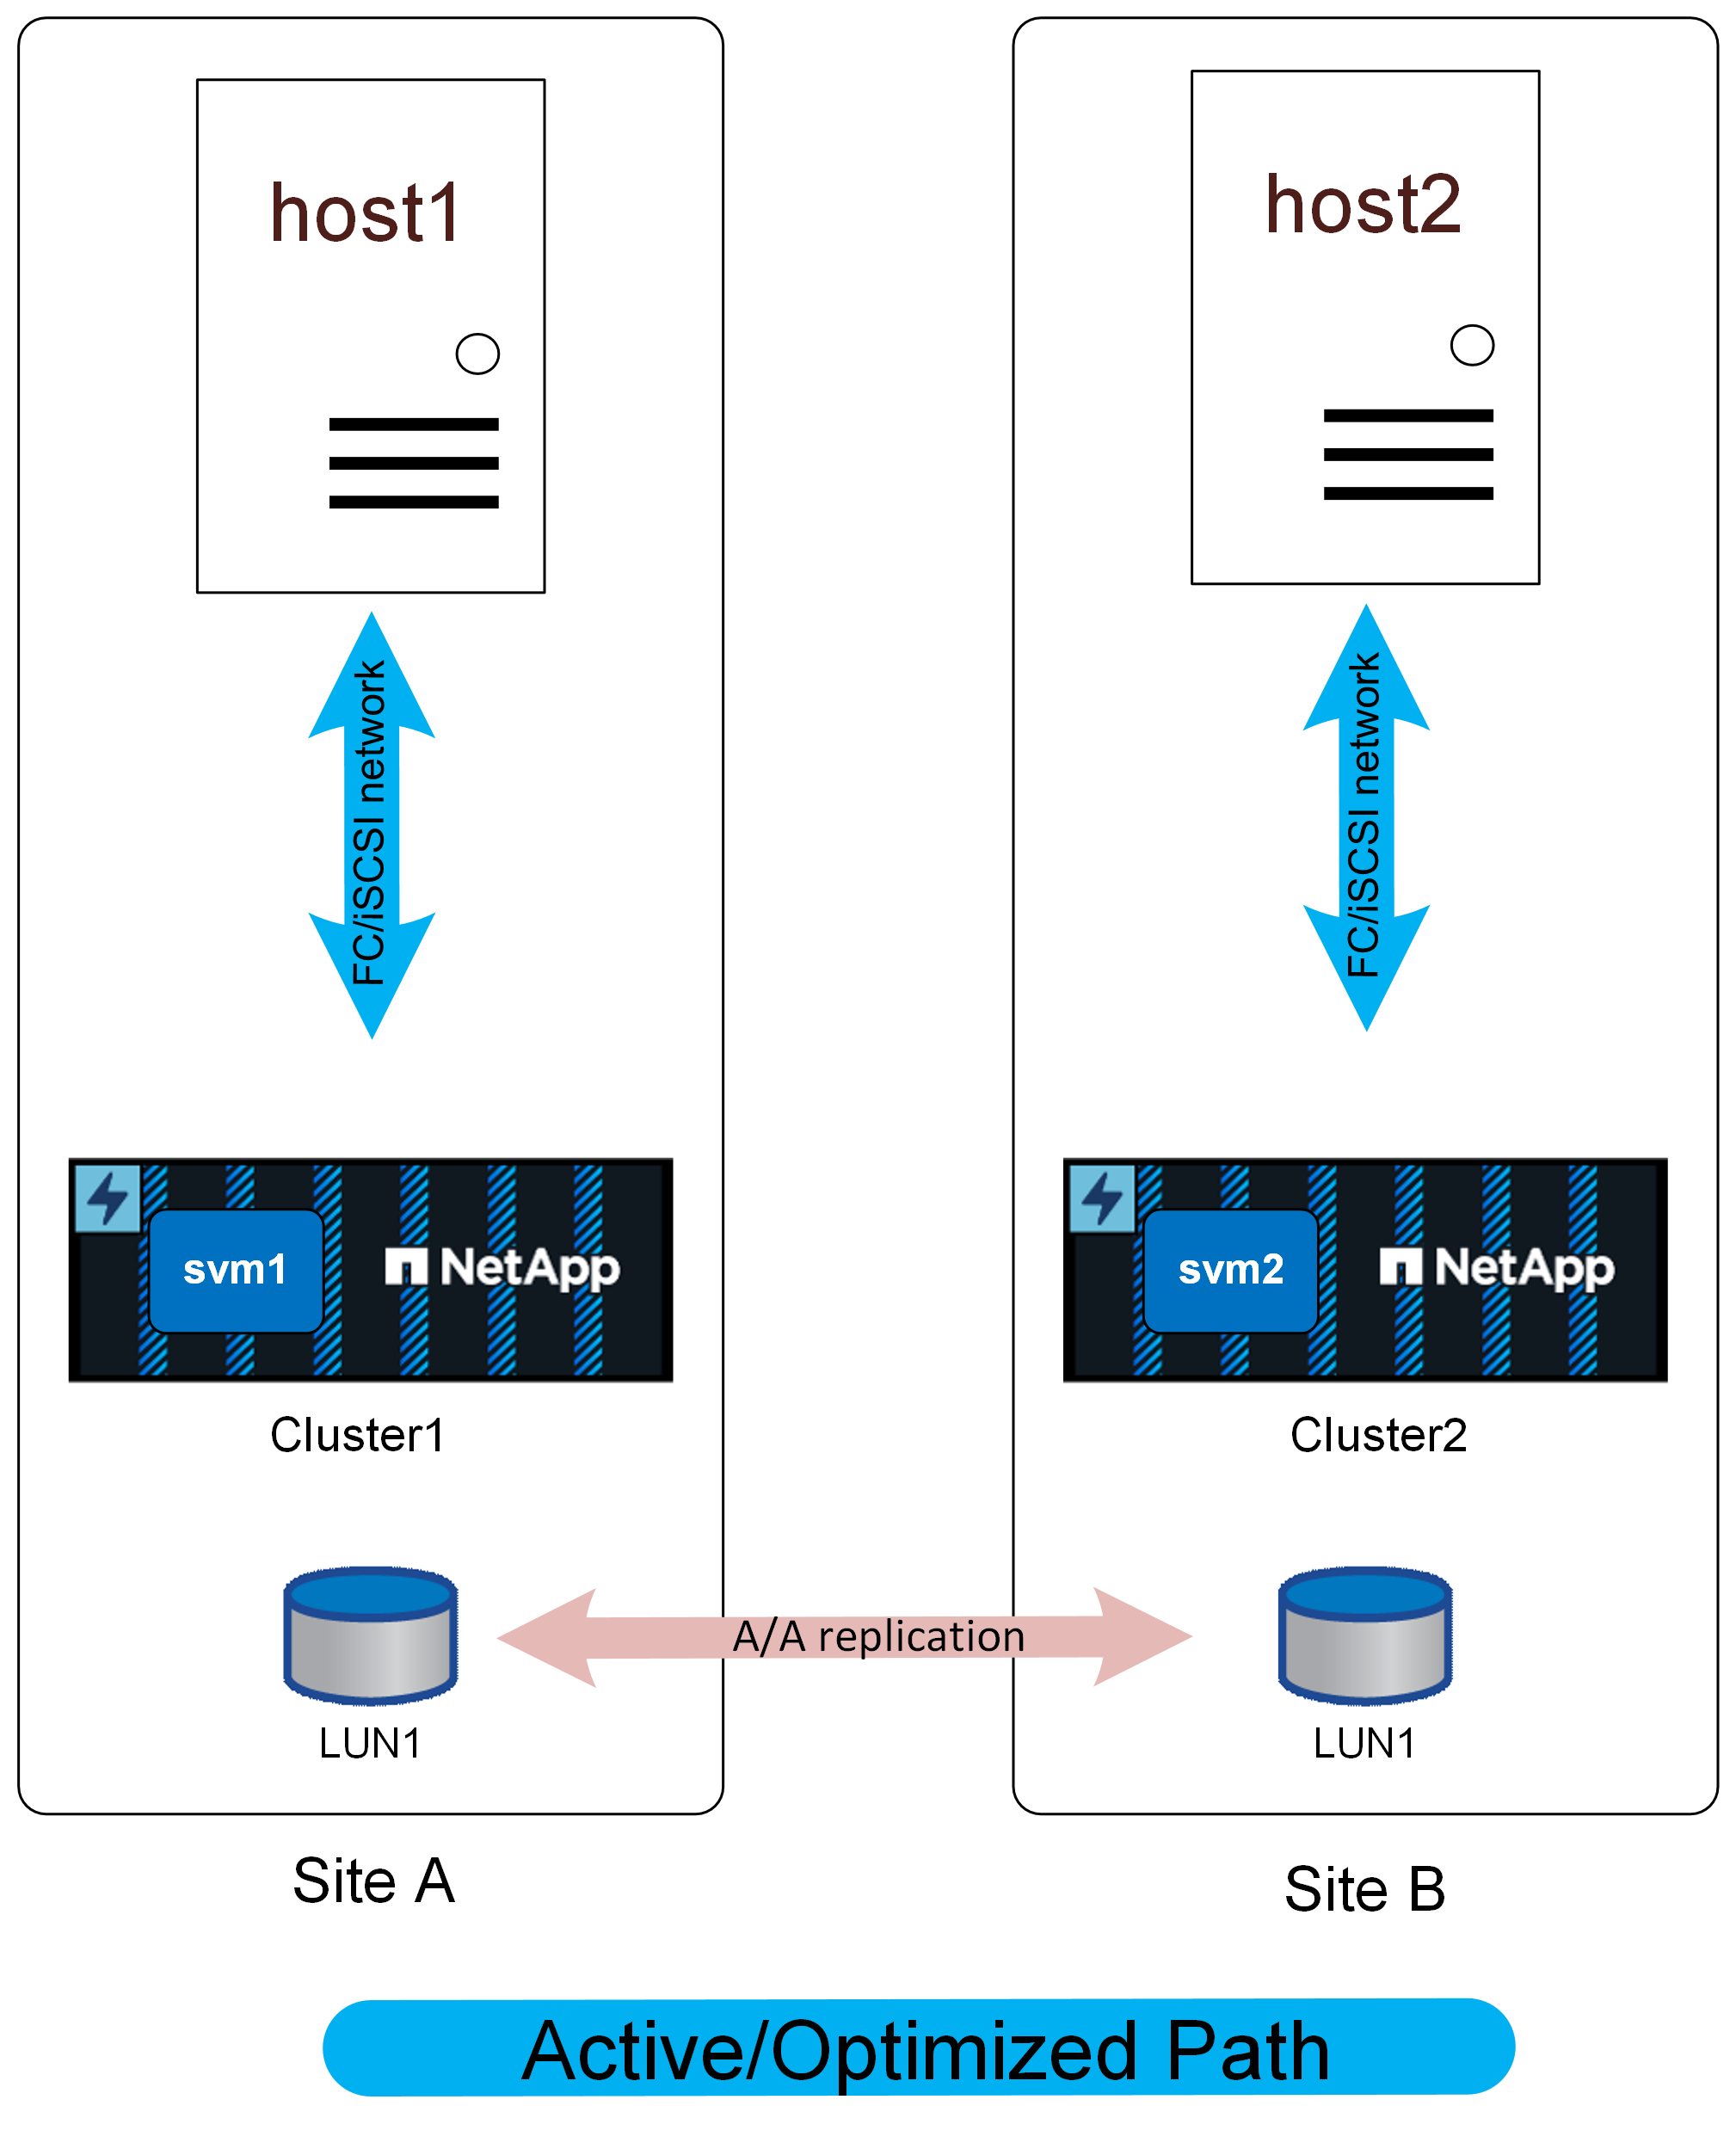 host1
host2
FC/iSCSI network
FC/iSCSI network
svm1
NetApp
svm2
NetApp
Cluster1
Cluster2
A/A replication
LUN1
LUN1
Site A
Site B
Active/Optimized Path